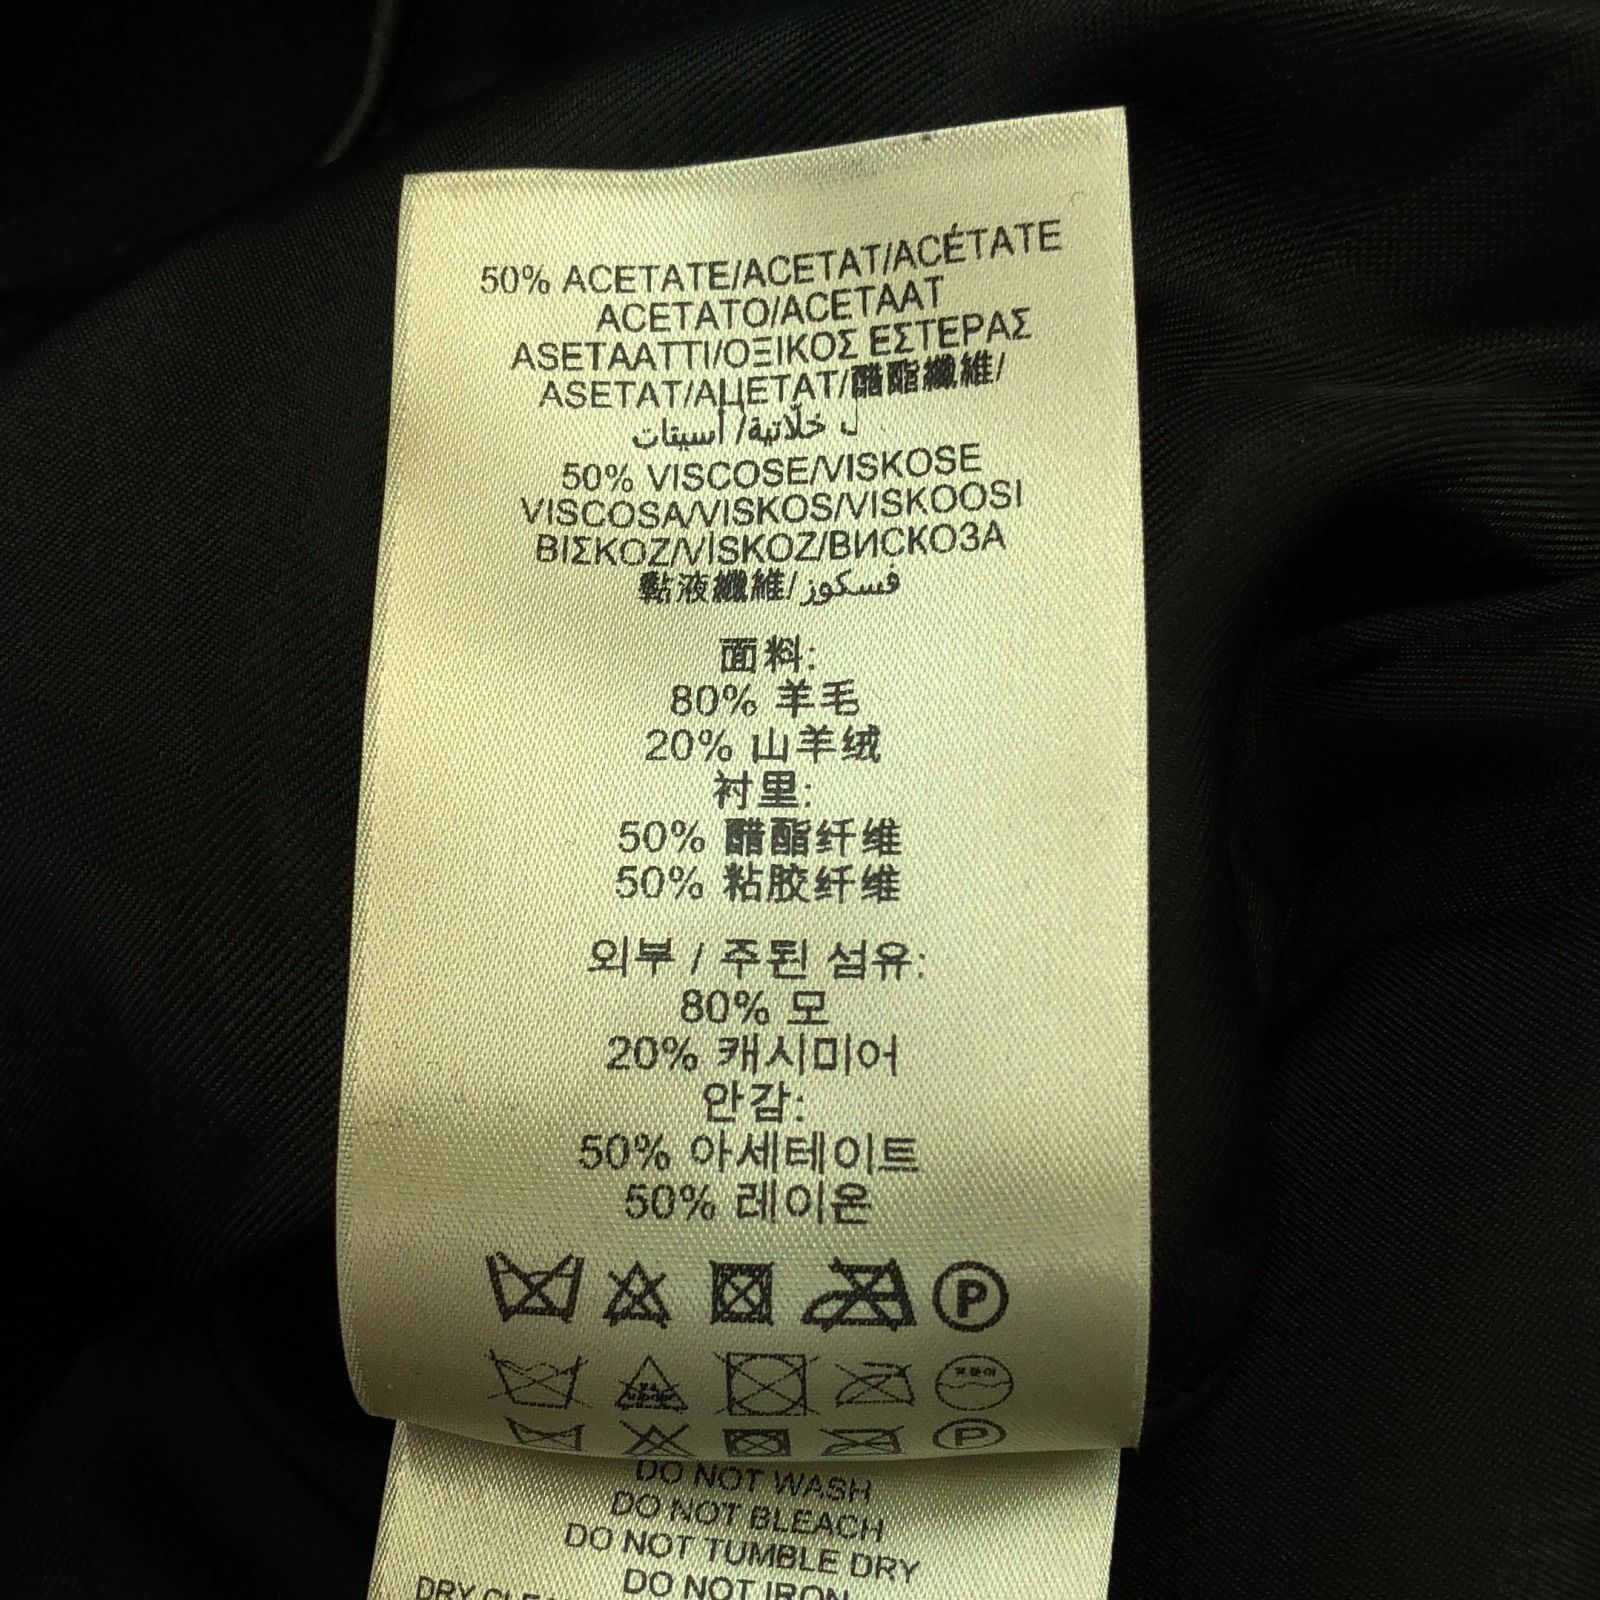 50% ACETATE/ACETAT/ACÉTATE
ACETATO/ACETAAT
ASETAATTI/ΟΞΙΚΟΣ ΕΣΤΕΡΑΣ
ASETAT/АЦЕТАТ/醋酯纖維/
ل خلّاتية/ أسيتات
50% VISCOSE/VISKOSE
VISCOSA/VISKOS/VISKOOSI
ΒΙΣΚΟΖ/VİSKOZ/ВИСКОЗА
黏液纖維/فسكوز
面料:
80% 羊毛
20% 山羊绒
衬里:
50% 醋酯纤维
50% 粘胶纤维
외부 / 주된 섬유:
80% 모
20% 캐시미어
안감:
50% 아세테이트
50% 레이온
P
P
DO NOT WASH
DO NOT BLEACH
DO NOT TUMBLE DRY
DO NOT IRON
DRY